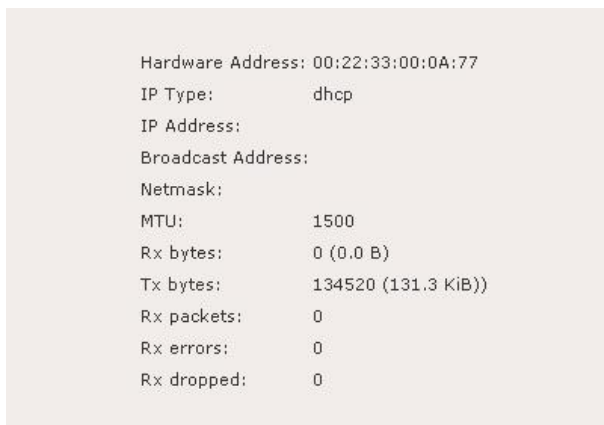 Hardware Address: 00:22:33:00:0A:77
IP Type: dhcp
IP Address:
Broadcast Address:
Netmask:
MTU: 1500
Rx bytes: 0 (0.0 B)
Tx bytes: 134520 (131.3 KiB))
Rx packets: 0
Rx errors: 0
Rx dropped: 0